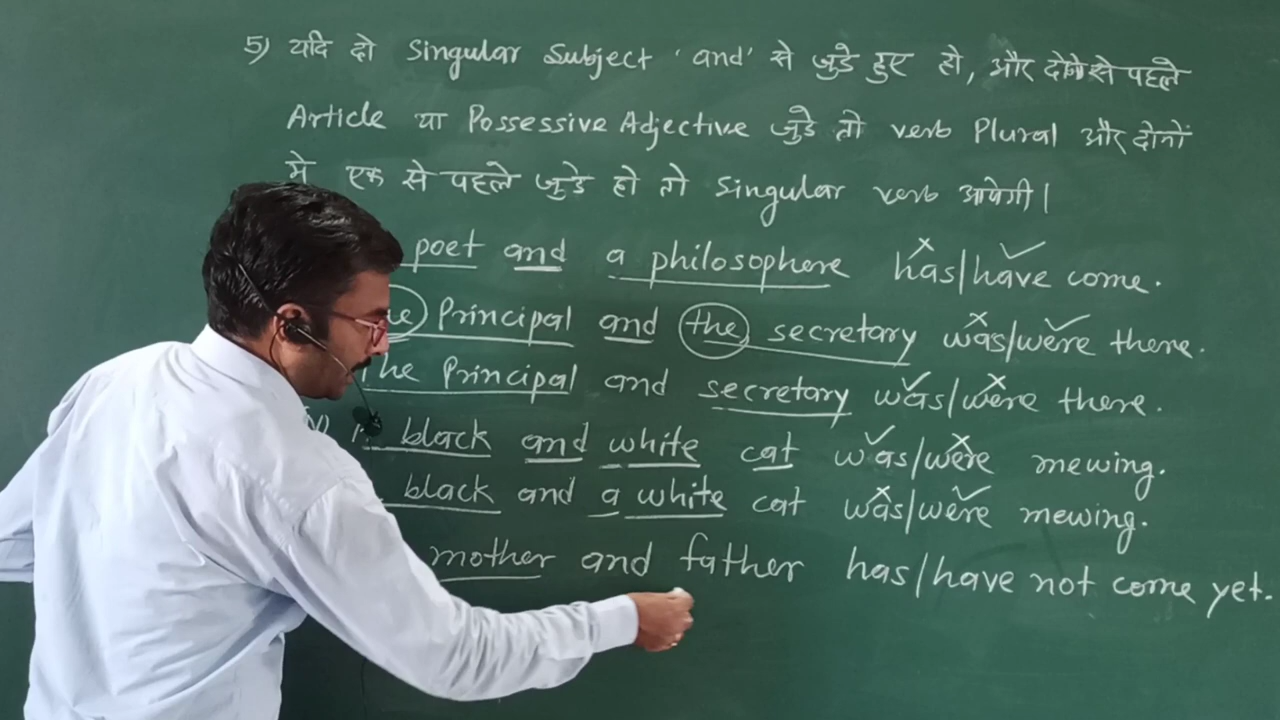 5) यदि दो Singular Subject 'and' से जुडे हुए हो, और दोनो से पहले
Article या Possessive Adjective जुडे तो verb Plural और दोनों
मे एक से पहले जुडे हो तो singular verb आयेगी।
poet and a philosophere has/have come.
Principal and the secretary was/were there.
The Principal and secretary was/were there.
black and white cat was/were mewing.
black and a white cat was/were mewing.
mother and father has/have not come yet.